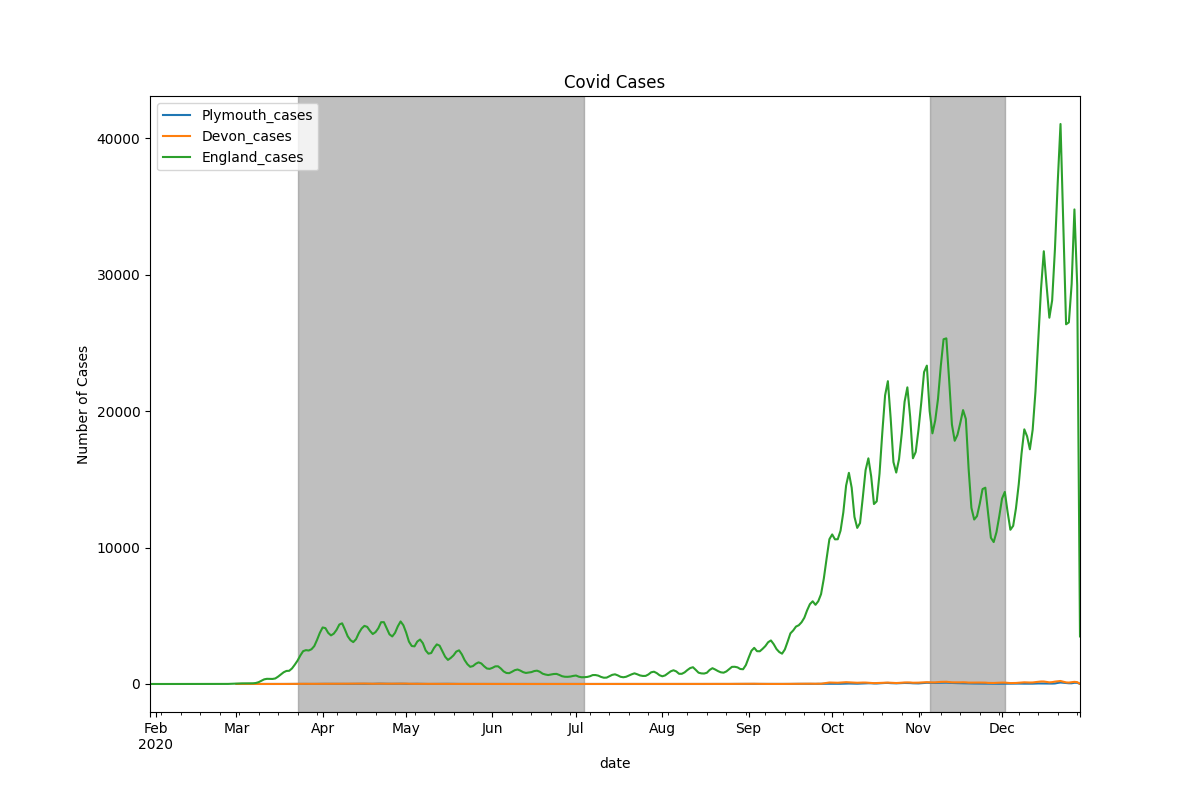 Covid Cases
Plymouth_cases
Devon_cases
England_cases
40000
30000
20000
10000
0
Number of Cases
Feb Mar Apr May Jun Jul Aug Sep Oct Nov Dec
2020
date